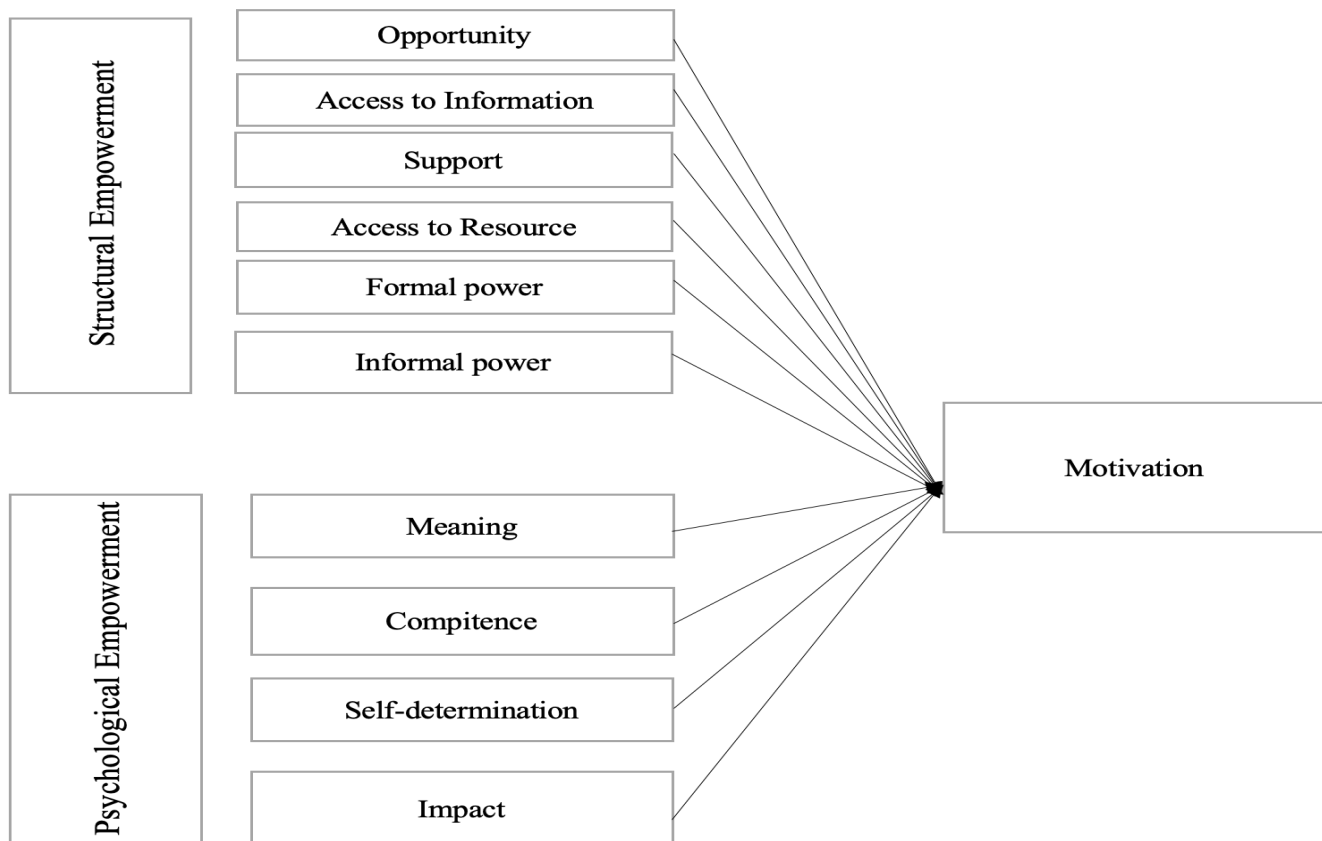 Structural Empowerment
Opportunity
Access to Information
Support
Access to Resource
Formal power
Informal power
Motivation
Psychological Empowerment
Meaning
Compitence
Self-determination
Impact